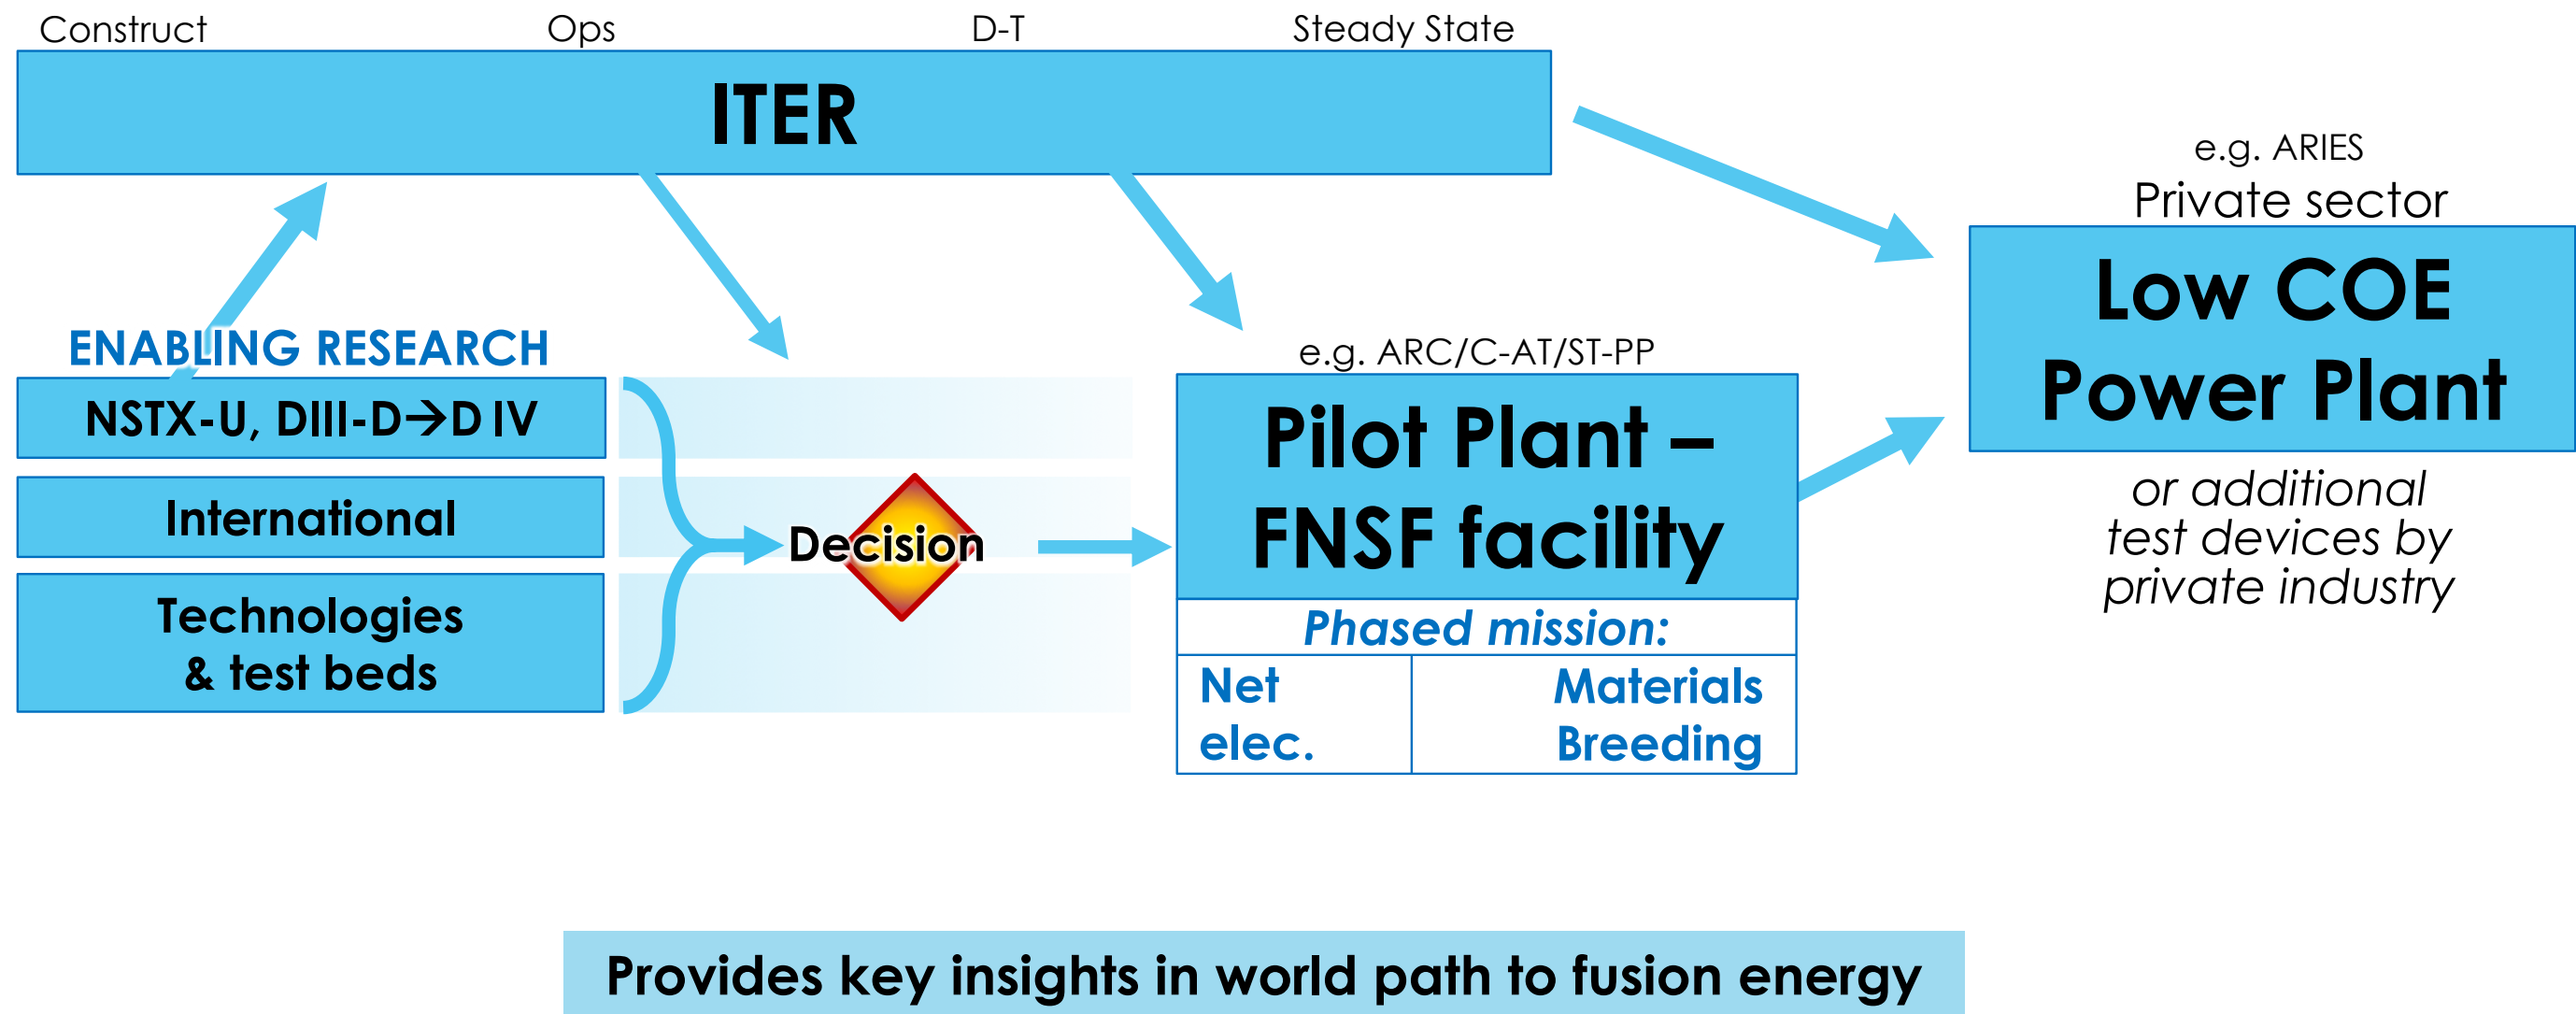 Construct Ops D-T Steady State
ITER
e.g. ARIES
Private sector
Low COE
Power Plant
or additional
test devices by
private industry
ENABLING RESEARCH
NSTX-U, DIII-D→D IV
International
Technologies
& test beds
Decision
e.g. ARC/C-AT/ST-PP
Pilot Plant –
FNSF facility
Phased mission:
Net
elec.
Materials
Breeding
Provides key insights in world path to fusion energy